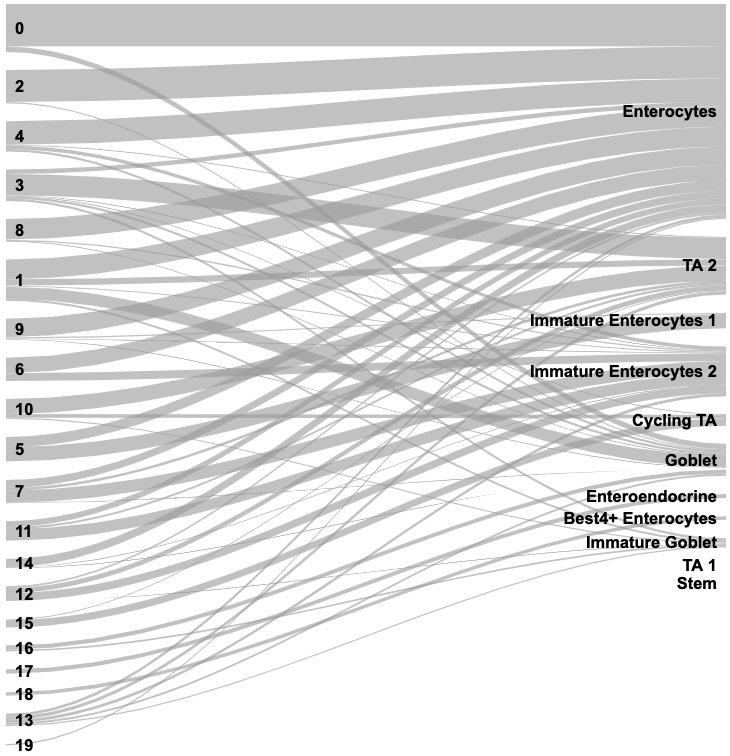 0
2
4
3
8
1
9
6
10
5
7
11
14
12
15
16
17
18
13
19
Enterocytes
TA 2
Immature Enterocytes 1
Immature Enterocytes 2
Cycling TA
Goblet
Enteroendocrine
Best4+ Enterocytes
Immature Goblet
TA 1
Stem